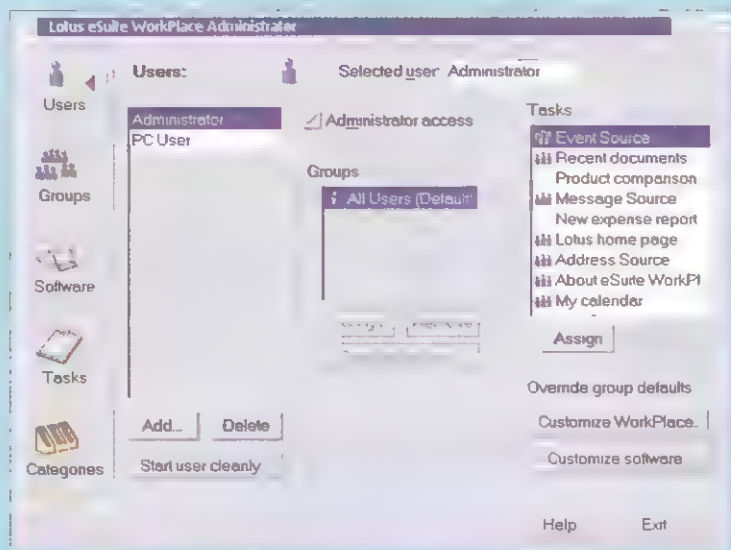 Lotus eSuite WorkPlace Administrator
Users
Groups
Software
Tasks
Categories
Users:
Administrator
PC User
Add...
Delete
Start user cleanly
Selected user: Administrator
Administrator access
Groups
All Users (Default
Tasks
Event Source
Recent documents
Product comparison
Message Source
New expense report
Lotus home page
Address Source
About eSuite WorkPl
My calendar
Assign
Override group defaults
Customize WorkPlace..
Customize software
Help
Exit